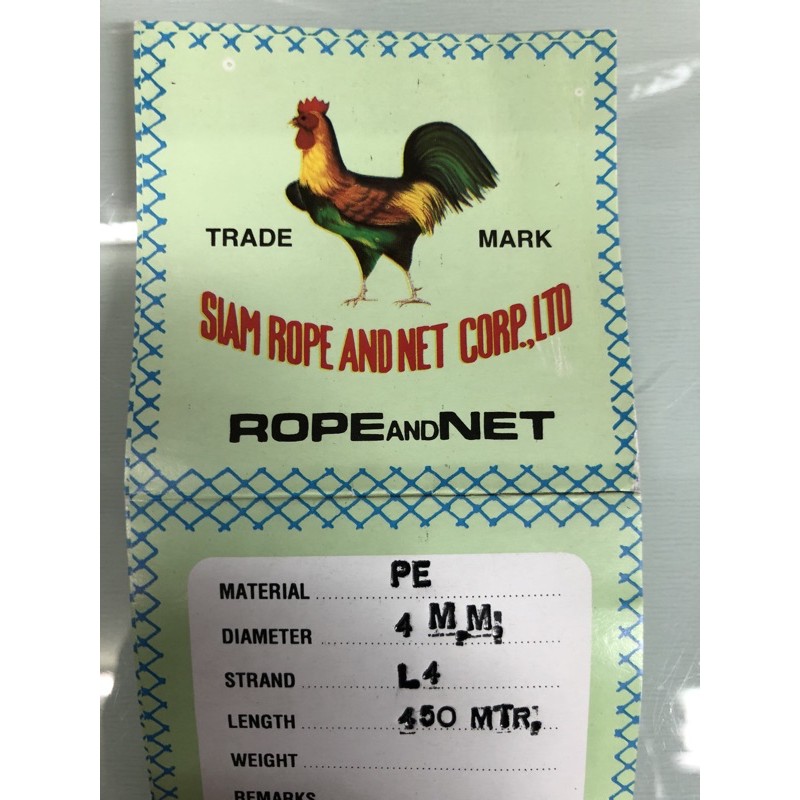 TRADE MARK
SIAM ROPE AND NET CORP.,LTD
ROPE AND NET
MATERIAL PE
DIAMETER 4 M,M;
STRAND L4
LENGTH 450 MTR,
WEIGHT
REMARKS